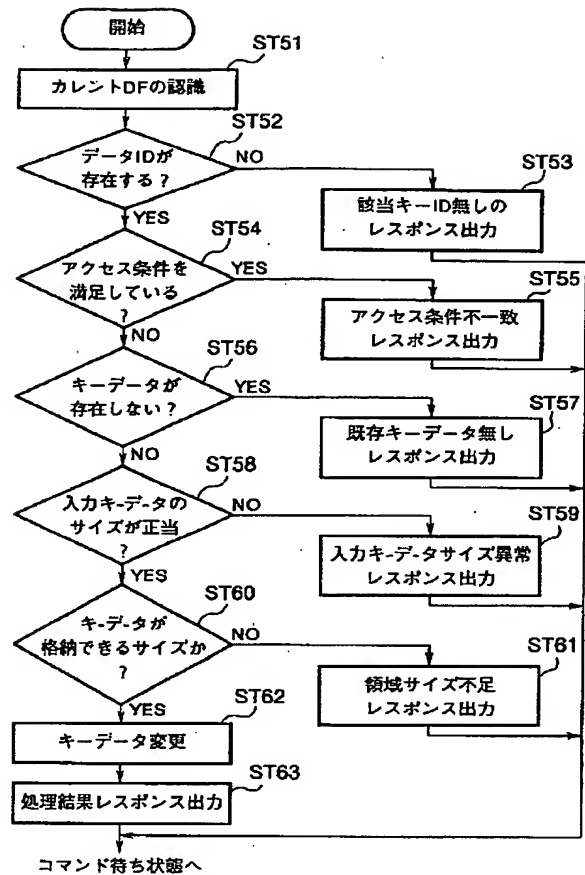 開始
ST51
カレントDFの認識
ST52
データIDが
存在する？
NO
YES
ST53
該当キーID無しの
レスポンス出力
ST54
アクセス条件を
満足している
？
YES
NO
ST55
アクセス条件不一致
レスポンス出力
ST56
キーデータが
存在しない？
YES
NO
ST57
既存キーデータ無し
レスポンス出力
ST58
入力キーデータの
サイズが正当
？
NO
YES
ST59
入力キーデータサイズ異常
レスポンス出力
ST60
キーデータが
格納できるサイズか
？
NO
YES
ST61
領域サイズ不足
レスポンス出力
ST62
キーデータ変更
ST63
処理結果レスポンス出力
コマンド待ち状態へ